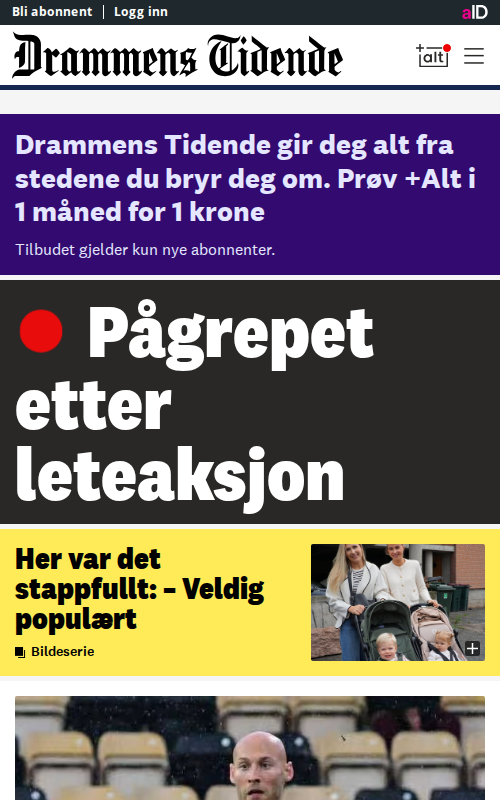 Bli abonnent | Logg inn
aID
Drammens Tidende
+alt
Drammens Tidende gir deg alt fra
stedene du bryr deg om. Prøv +Alt i
1 måned for 1 krone
Tilbudet gjelder kun nye abonnenter.
Pågrepet
etter
leteaksjon
Her var det
stappfullt: – Veldig
populært
Bildeserie